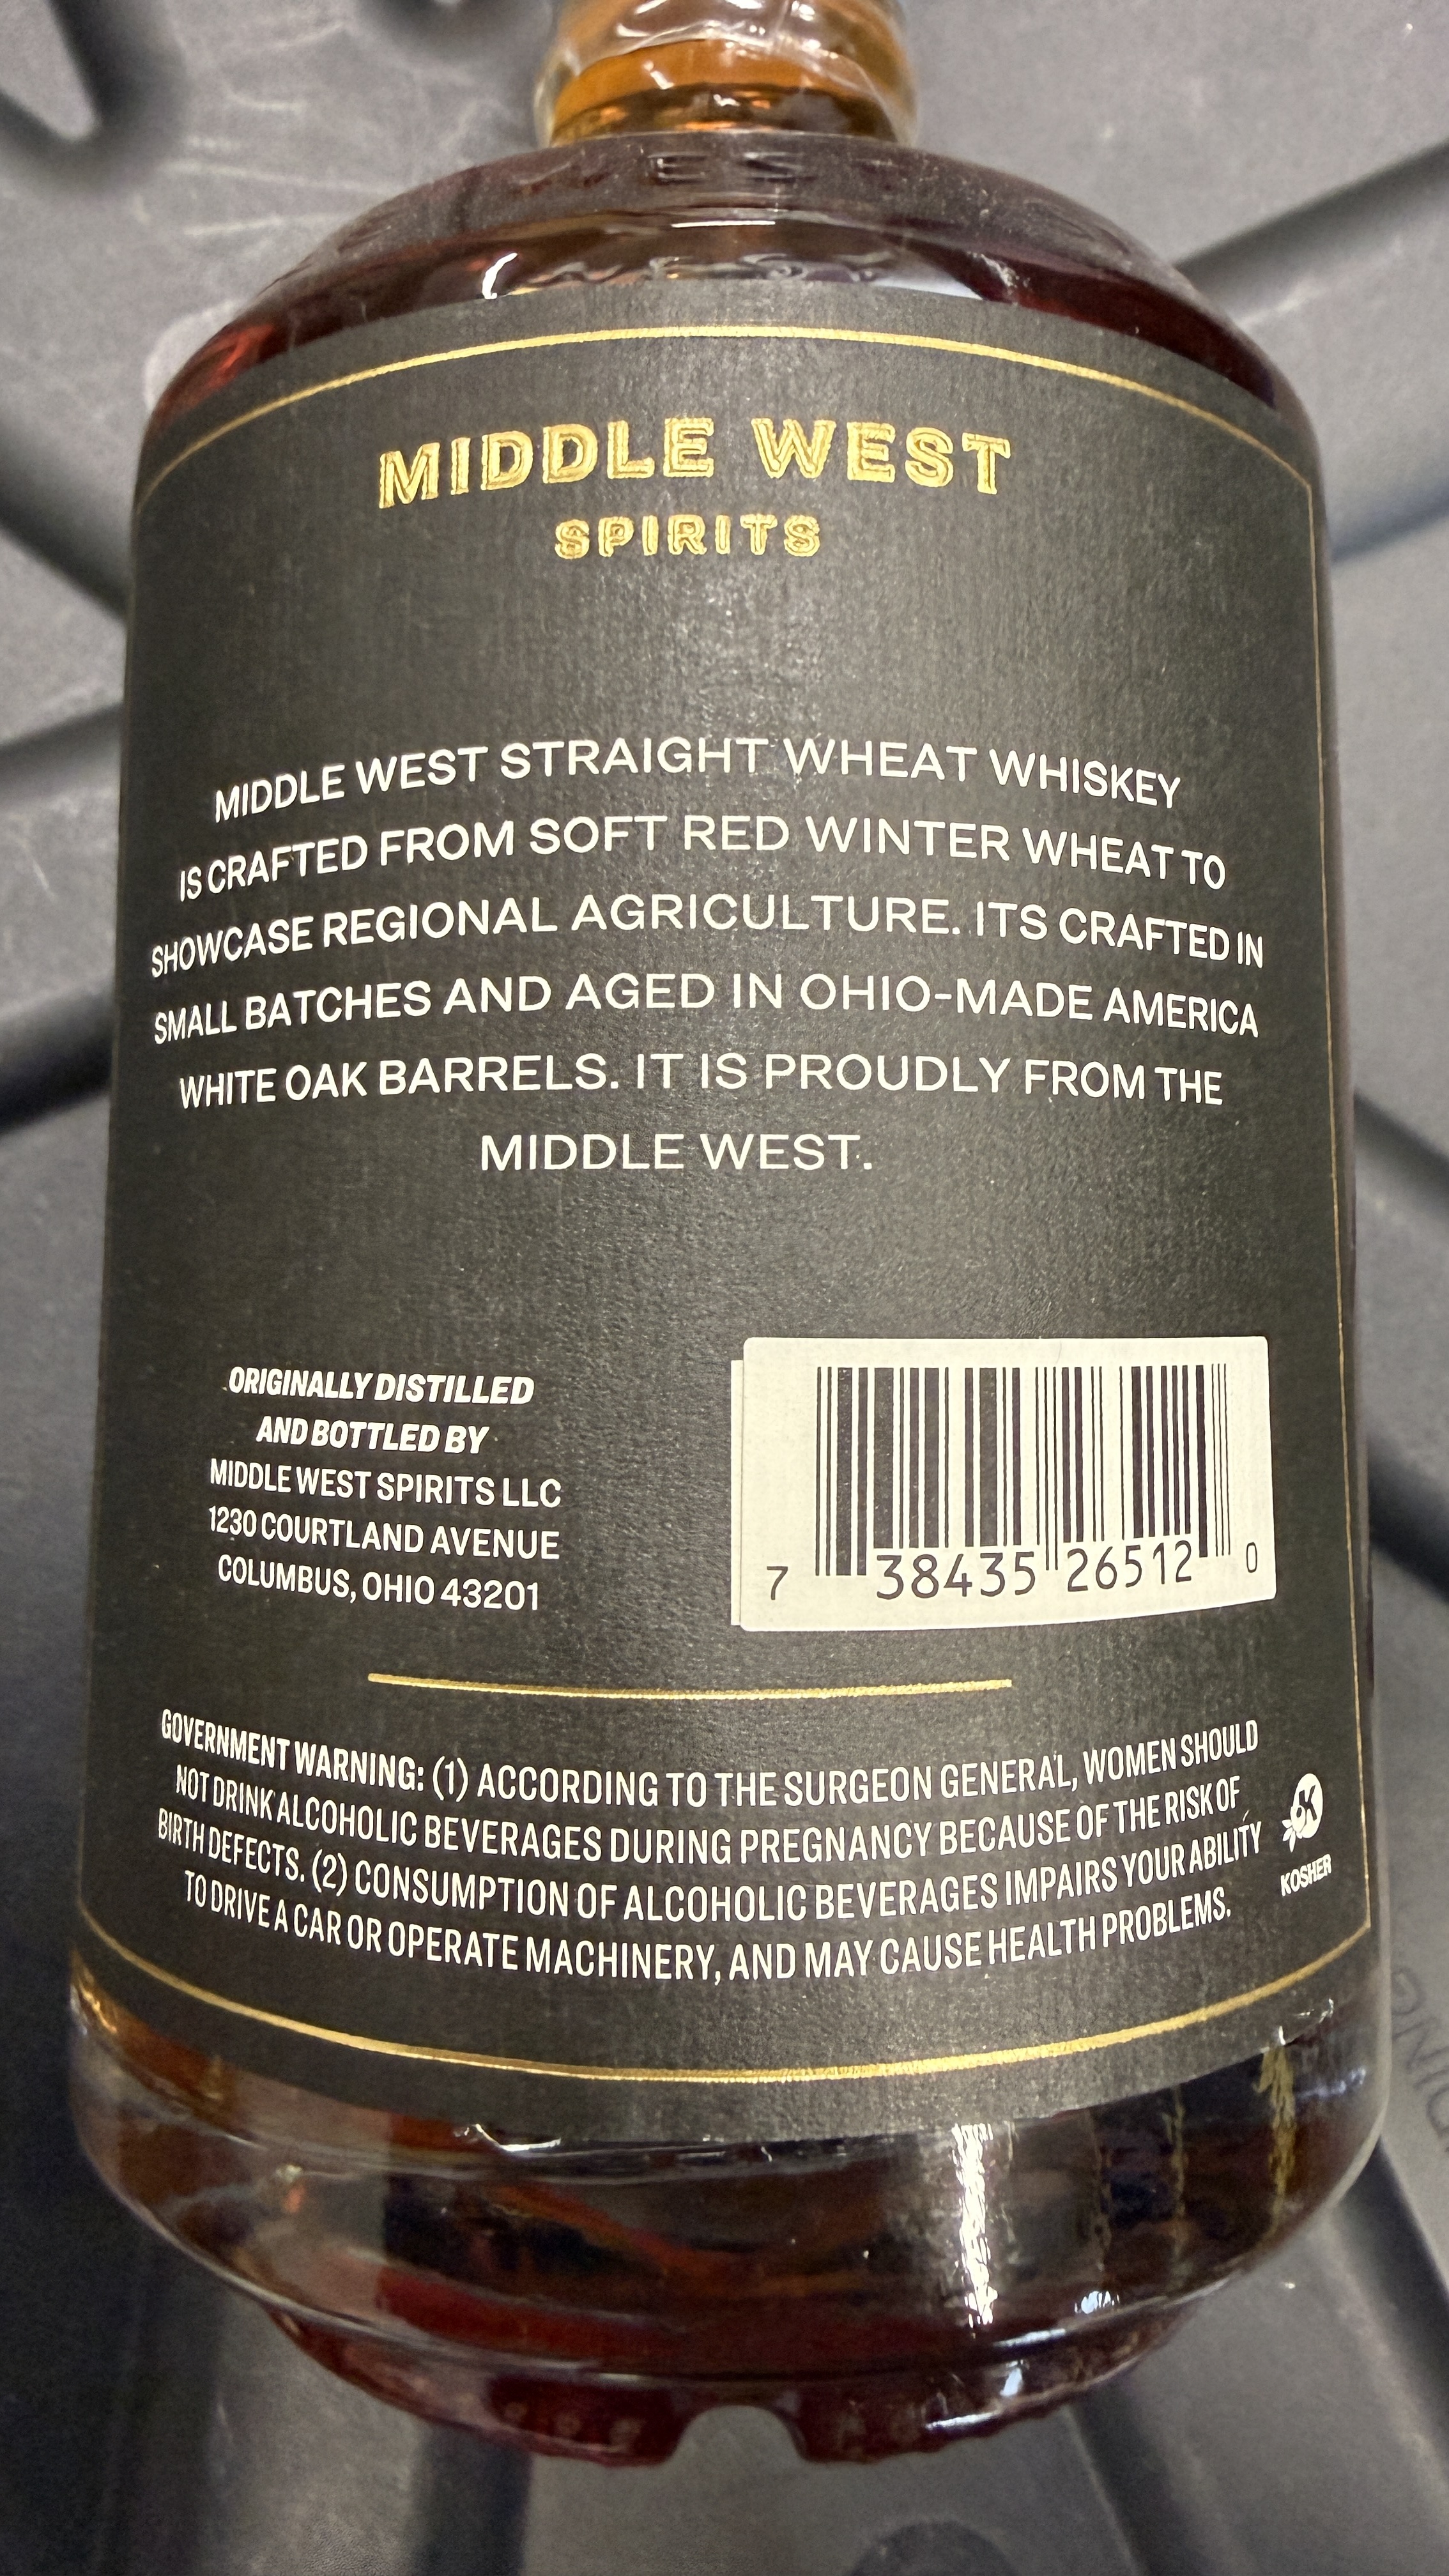 WEST
MIDDLE WEST
SPIRITS
MIDDLE WEST STRAIGHT WHEAT WHISKEY
IS CRAFTED FROM SOFT RED WINTER WHEAT TO
SHOWCASE REGIONAL AGRICULTURE. ITS CRAFTED IN
SMALL BATCHES AND AGED IN OHIO-MADE AMERICA
WHITE OAK BARRELS. IT IS PROUDLY FROM THE
MIDDLE WEST.
ORIGINALLY DISTILLED
AND BOTTLED BY
MIDDLE WEST SPIRITS LLC
1230 COURTLAND AVENUE
COLUMBUS, OHIO 43201
7 38435 26512 0
GOVERNMENT WARNING: (1) ACCORDING TO THE SURGEON GENERAL, WOMEN SHOULD
NOT DRINK ALCOHOLIC BEVERAGES DURING PREGNANCY BECAUSE OF THE RISK OF
BIRTH DEFECTS. (2) CONSUMPTION OF ALCOHOLIC BEVERAGES IMPAIRS YOUR ABILITY
TO DRIVE A CAR OR OPERATE MACHINERY, AND MAY CAUSE HEALTH PROBLEMS.
OK
KOSHER